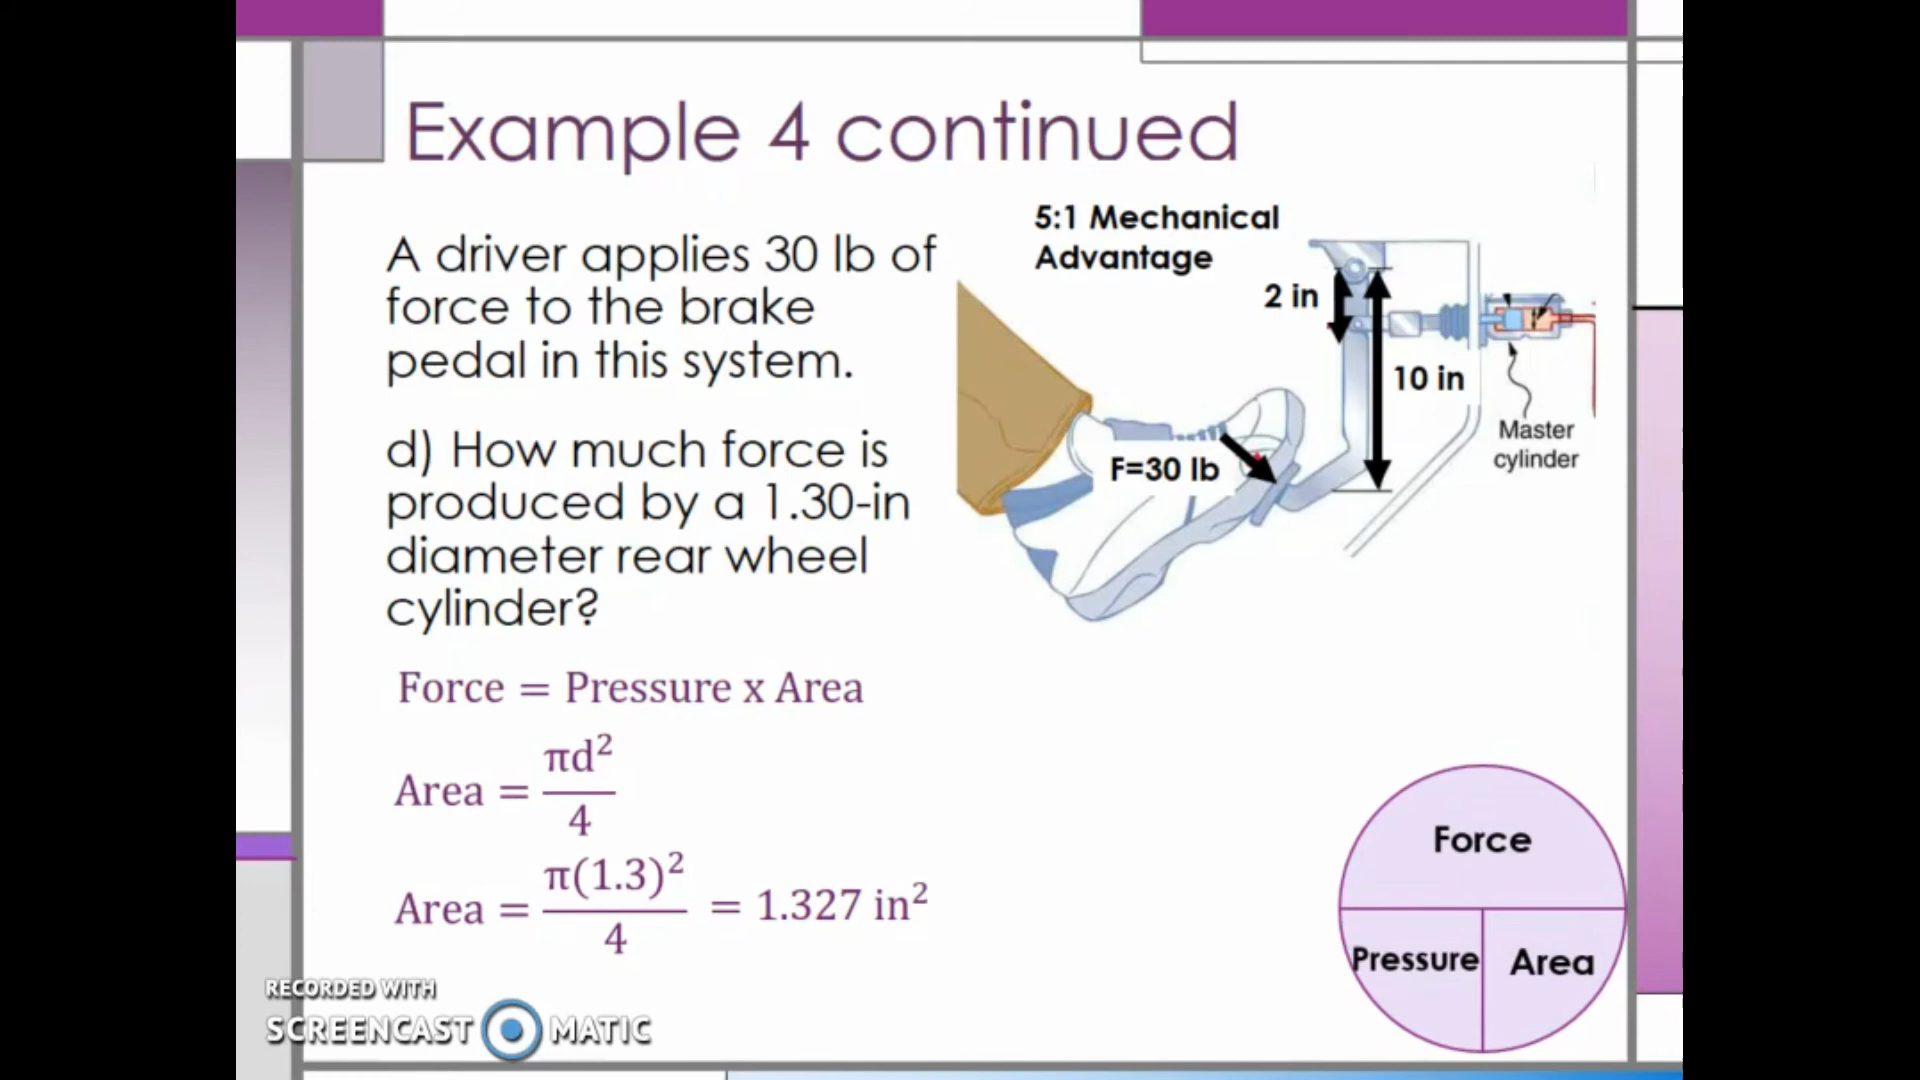 Example 4 continued
A driver applies 30 lb of
force to the brake
pedal in this system.
d) How much force is
produced by a 1.30-in
diameter rear wheel
cylinder?
Force = Pressure x Area
Area = πd²/4
Area = π(1.3)²/4 = 1.327 in²
5:1 Mechanical
Advantage
2 in
10 in
F=30 lb
Master
cylinder
Force
Pressure Area
RECORDED WITH
SCREENCAST MATIC